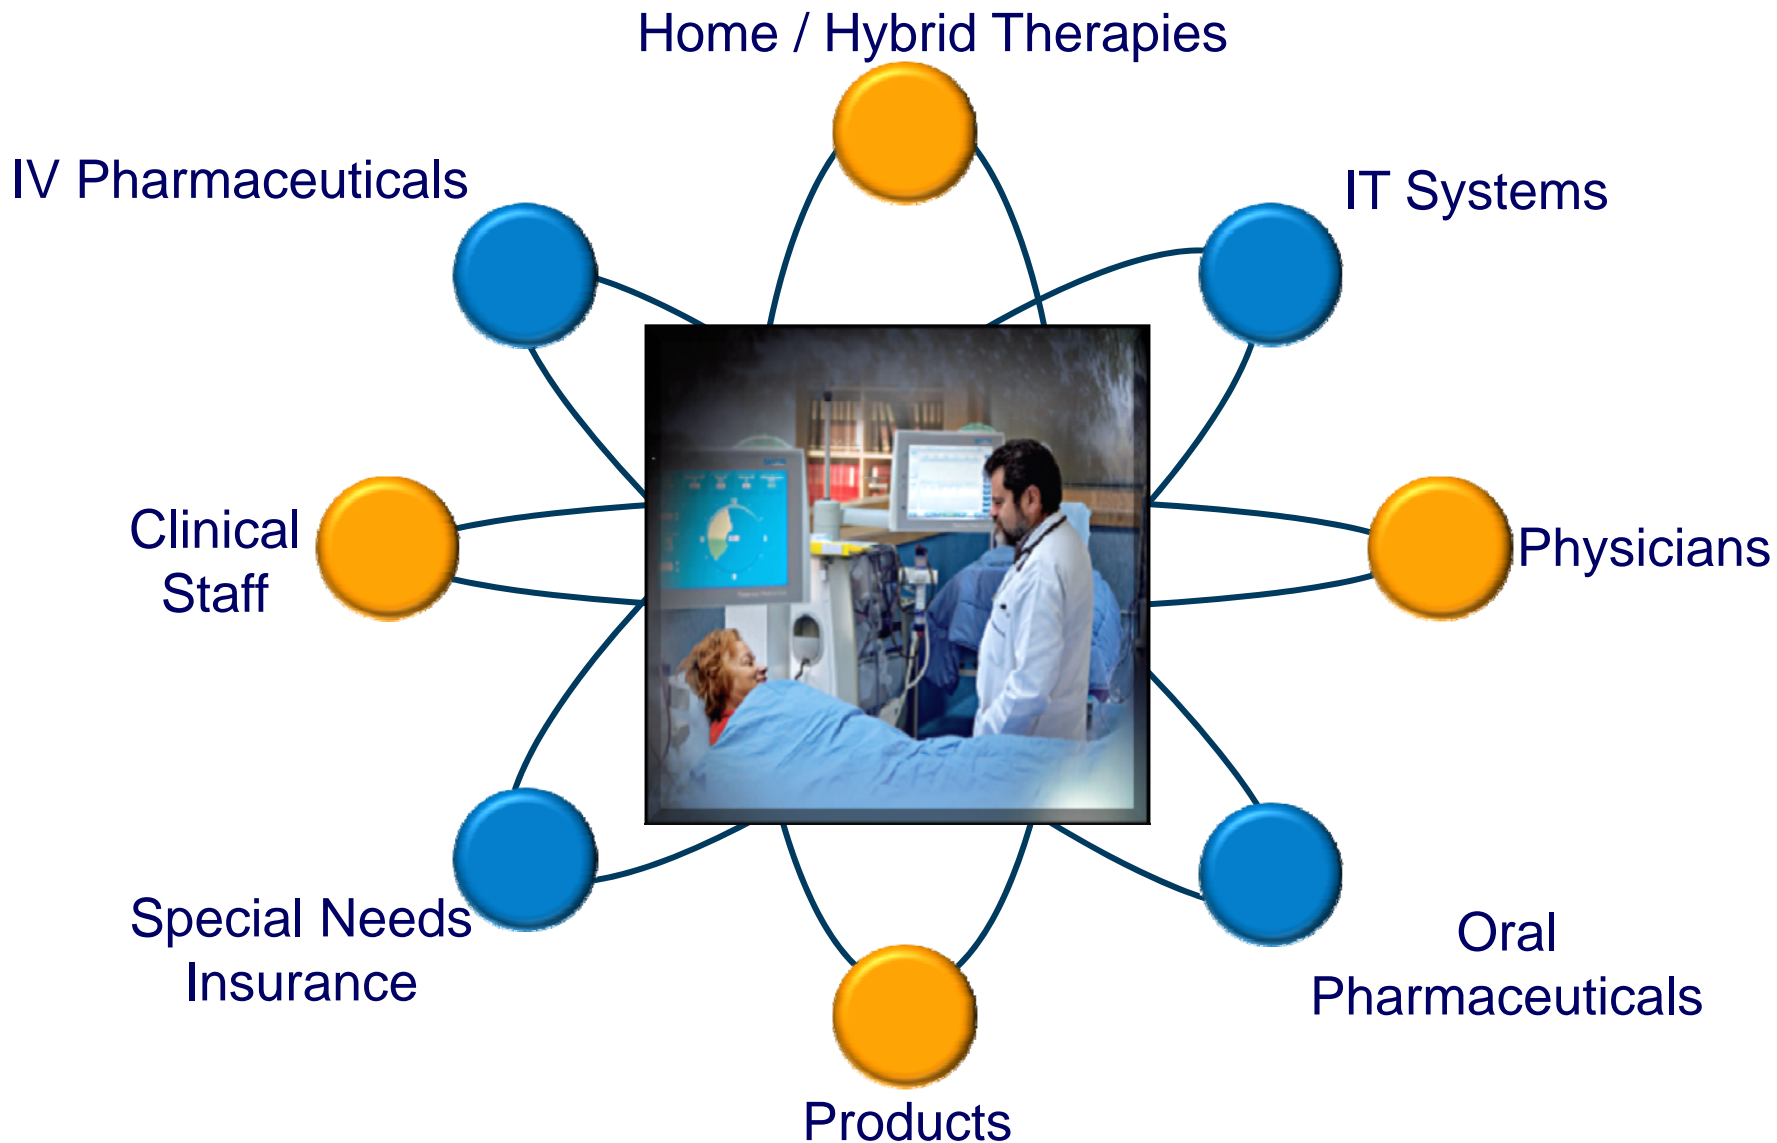 Home / Hybrid Therapies
IV Pharmaceuticals
IT Systems
Clinical
Staff
Physicians
Special Needs
Insurance
Oral
Pharmaceuticals
Products